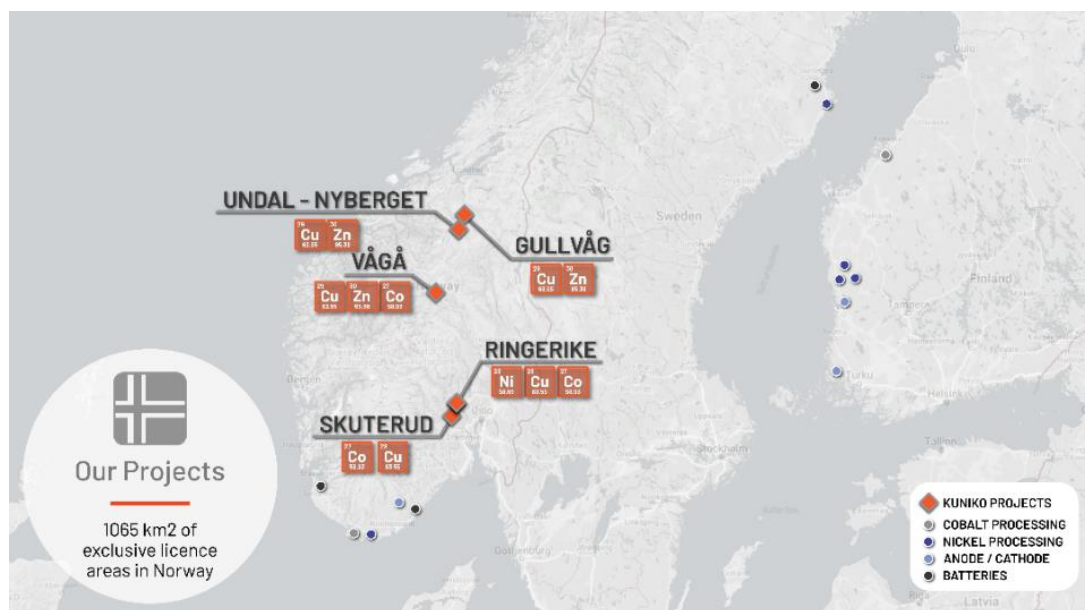 UNDAL - NYBERGET
Cu Zn
VÅGÅ
Cu Zn Co
GULLVÅG
Cu Zn
RINGERIKE
Ni Cu Co
SKUTERUD
Co Cu
Sweden
Finland
Turku
Helsinki
Tallinn
Stockholm
Oslo
Bergen
Gothenburg
Riga
Latvia
Our Projects
1065 km2 of
exclusive licence
areas in Norway
KUNIKO PROJECTS
COBALT PROCESSING
NICKEL PROCESSING
ANODE / CATHODE
BATTERIES